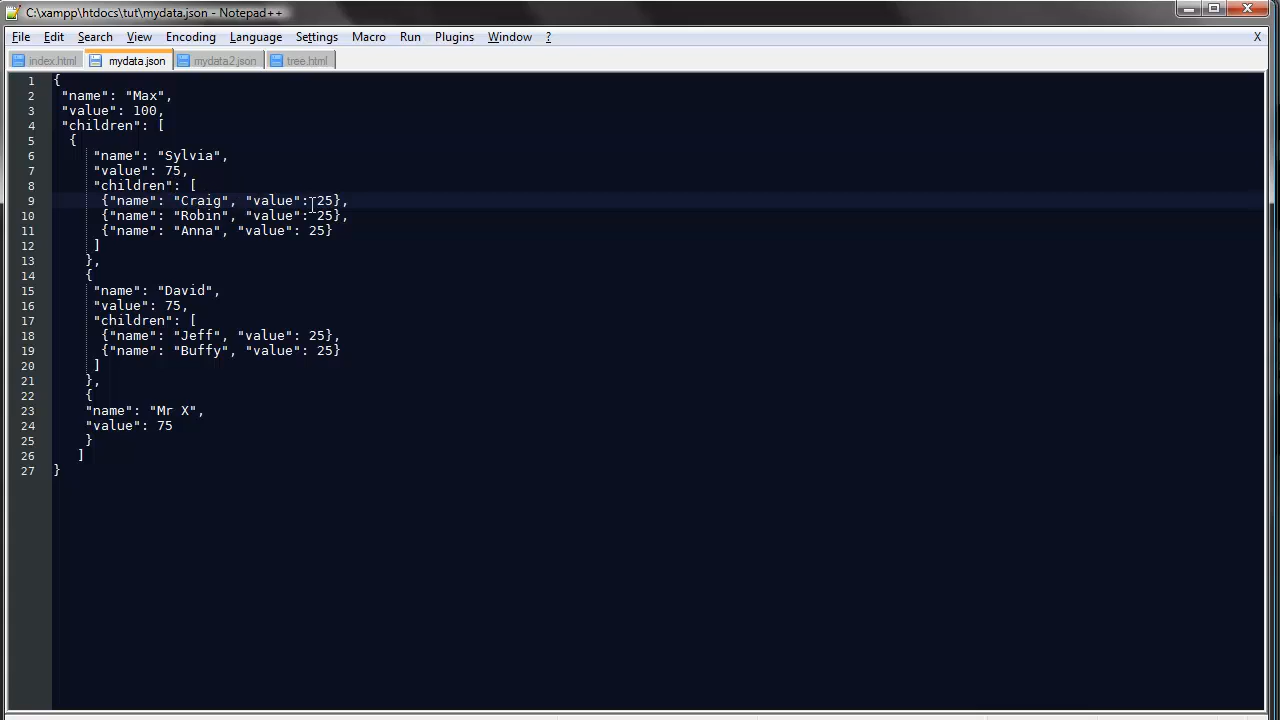 C:\xampp\htdocs\tut\mydata.json - Notepad++
File Edit Search View Encoding Language Settings Macro Run Plugins Window ? X
index.html mydata.json mydata2.json tree.html
1 {
2 "name": "Max",
3 "value": 100,
4 "children": [
5 {
6 "name": "Sylvia",
7 "value": 75,
8 "children": [
9 {"name": "Craig", "value": 25},
10 {"name": "Robin", "value": 25},
11 {"name": "Anna", "value": 25}
12 ]
13 },
14 {
15 "name": "David",
16 "value": 75,
17 "children": [
18 {"name": "Jeff", "value": 25},
19 {"name": "Buffy", "value": 25}
20 ]
21 },
22 {
23 "name": "Mr X",
24 "value": 75
25 }
26 ]
27 }